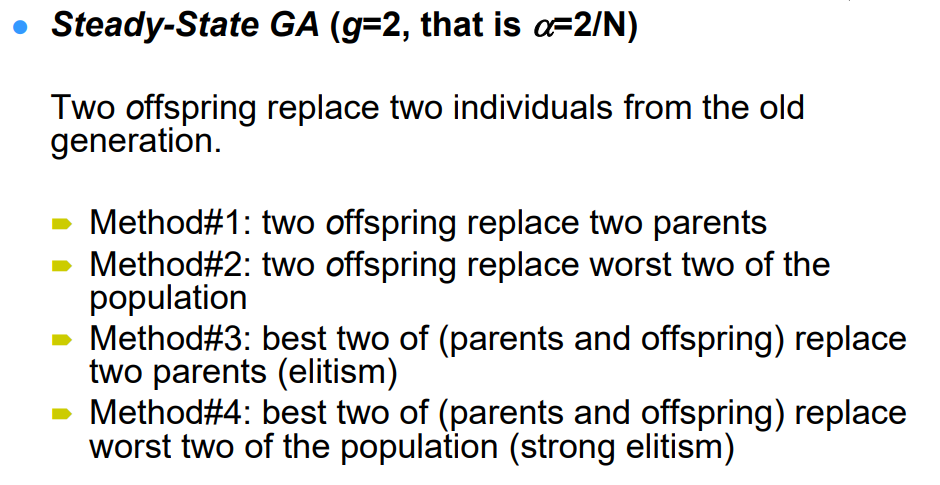 Steady-State GA (g=2, that is α=2/N)
Two offspring replace two individuals from the old
generation.
Method#1: two offspring replace two parents
Method#2: two offspring replace worst two of the
population
Method#3: best two of (parents and offspring) replace
two parents (elitism)
Method#4: best two of (parents and offspring) replace
worst two of the population (strong elitism)